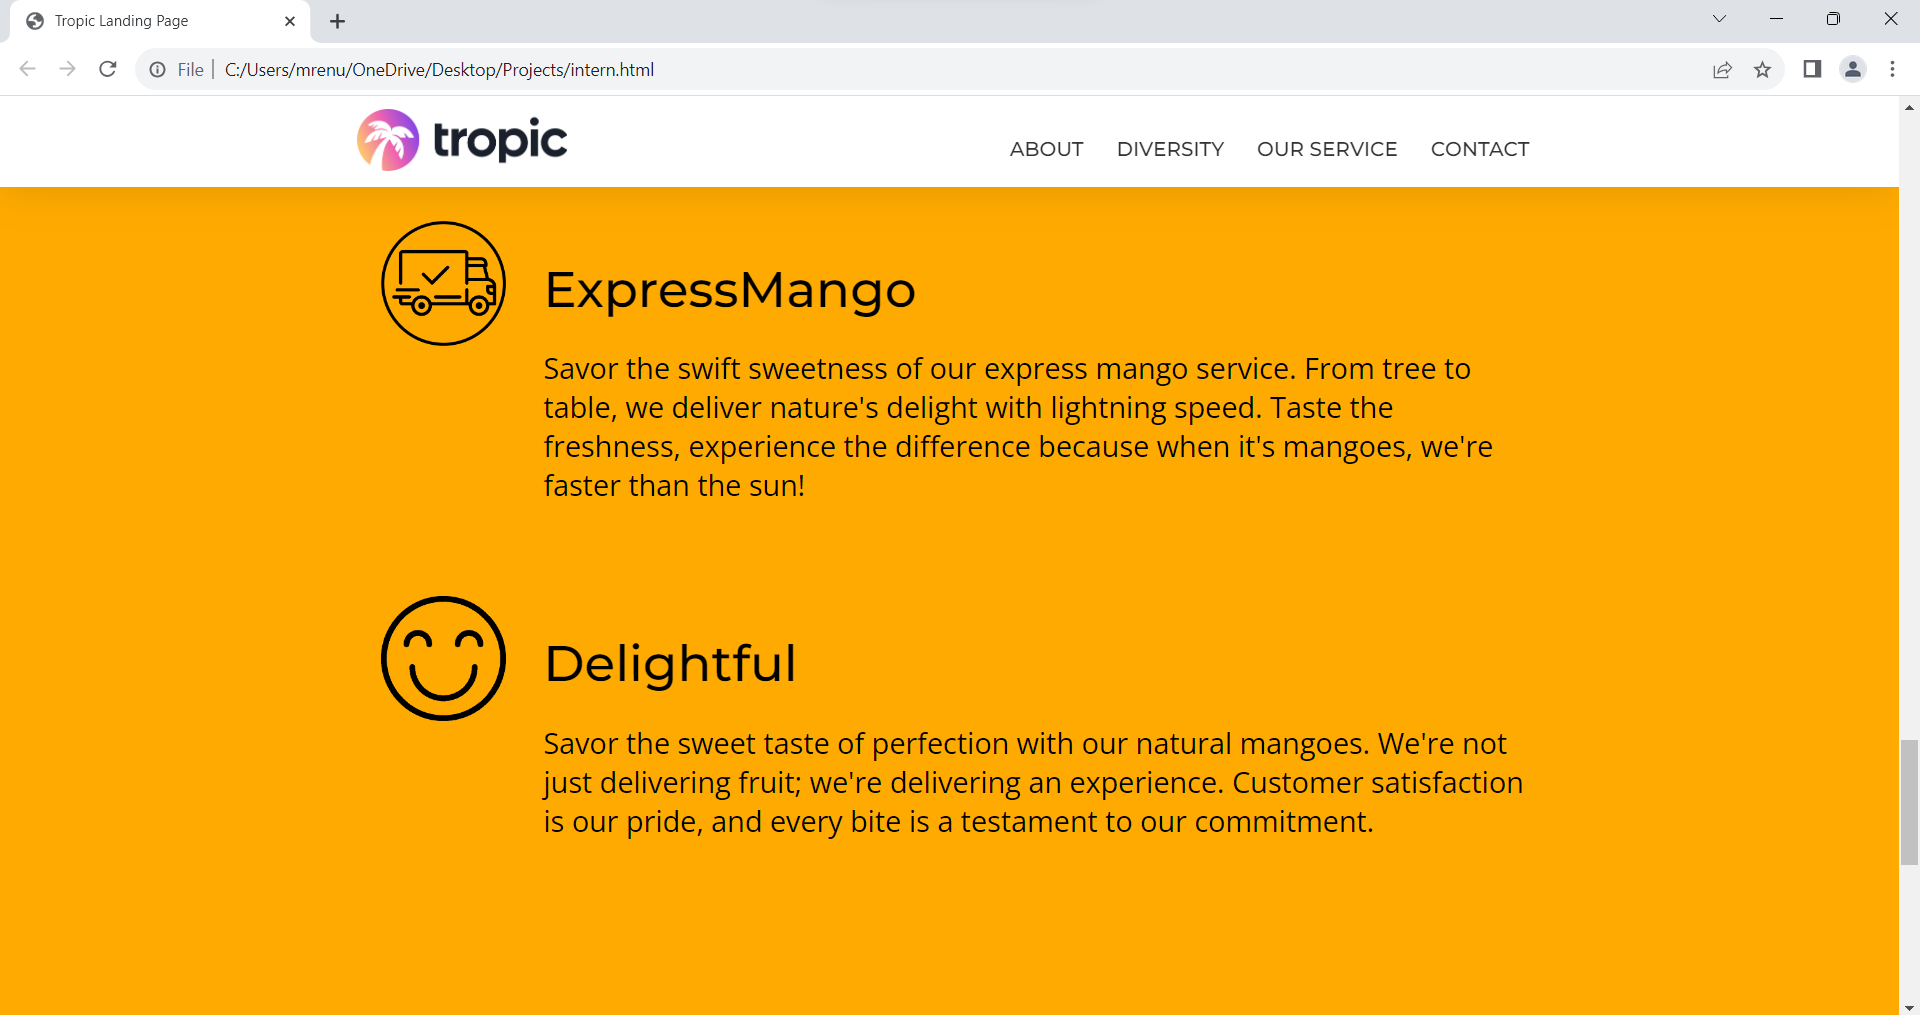 Tropic Landing Page
File
C:/Users/mrenu/OneDrive/Desktop/Projects/intern.html
tropic
ABOUT DIVERSITY OUR SERVICE CONTACT
ExpressMango
Savor the swift sweetness of our express mango service. From tree to
table, we deliver nature's delight with lightning speed. Taste the
freshness, experience the difference because when it's mangoes, we're
faster than the sun!
Delightful
Savor the sweet taste of perfection with our natural mangoes. We're not
just delivering fruit; we're delivering an experience. Customer satisfaction
is our pride, and every bite is a testament to our commitment.